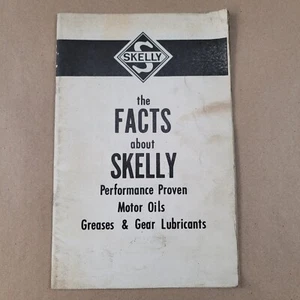 S
SKELLY
the
FACTS
about
SKELLY
Performance Proven
Motor Oils
Greases & Gear Lubricants